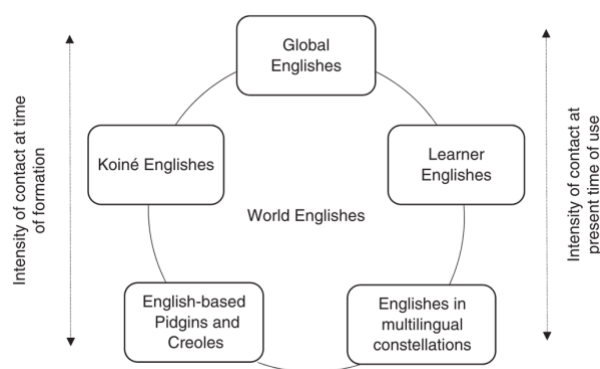 Global
Englishes
Intensity of contact at time
of formation
Koiné Englishes
Learner
Englishes
Intensity of contact at
present time of use
World Englishes
English-based
Pidgins and
Creoles
Englishes in
multilingual
constellations